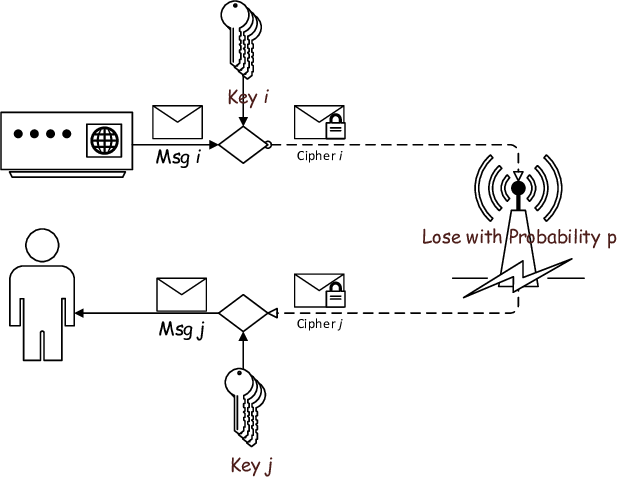 Key i
Msg i
Cipher i
Lose with Probability p
Msg j
Cipher j
Key j